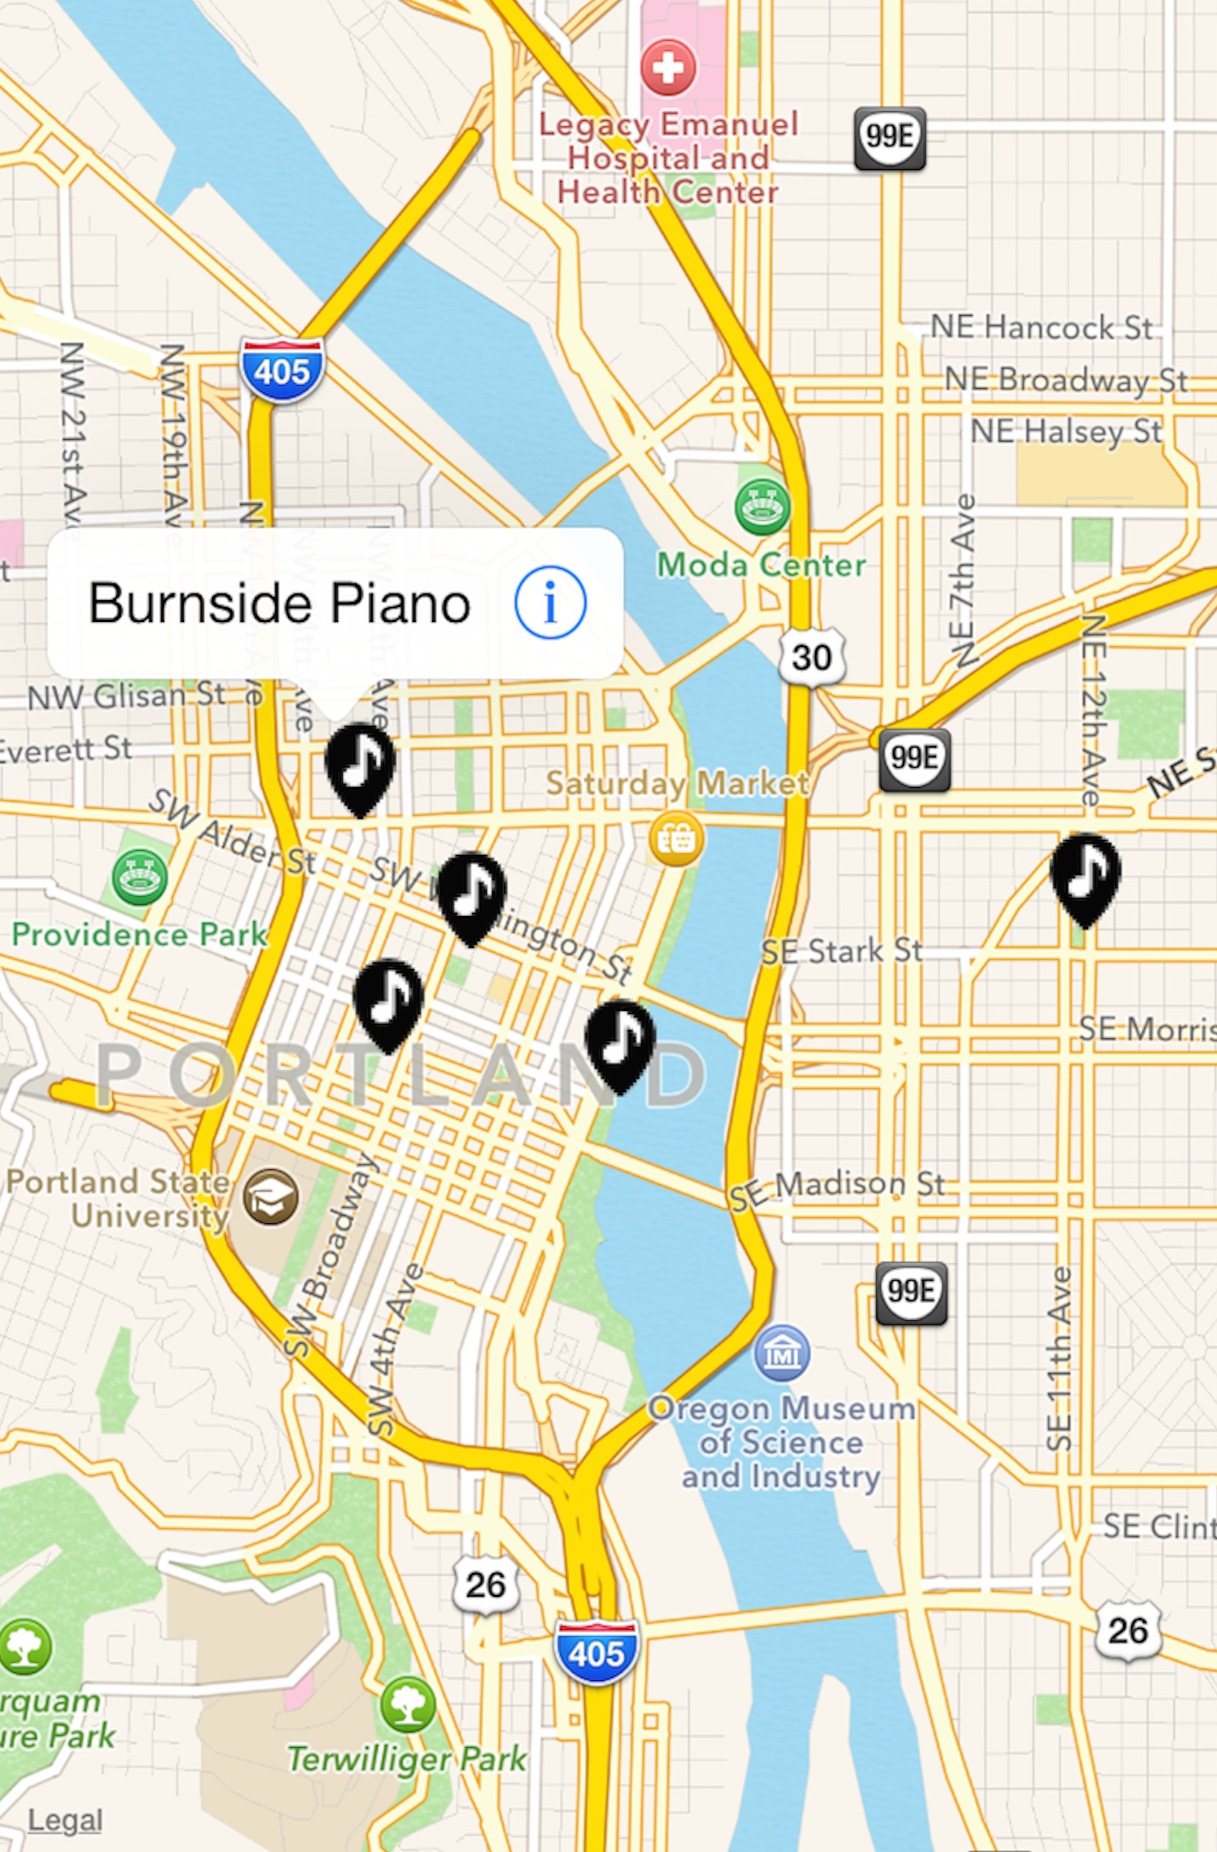 Legacy Emanuel
Hospital and
Health Center
99E
NE Hancock St
405
NE Broadway St
NW 21st Ave
NW 19th Av
NE Halsey St
NE 7th Ave
Moda Center
Burnside Piano
i
30
NE 12th Ave
NW Glisan St
Ave
Ave
Ave
Everett St
99E
NE S
Saturday Market
SW Alder St
SW
ington St
Providence Park
SE Stark St
SE Morris
PORTLAND
Portland State
University
SE Madison St
SW Broadway
SW 4th Ave
99E
SE 11th Ave
Oregon Museum
of Science
and Industry
SE Clint
26
405
26
rquam
ure Park
Terwilliger Park
Legal